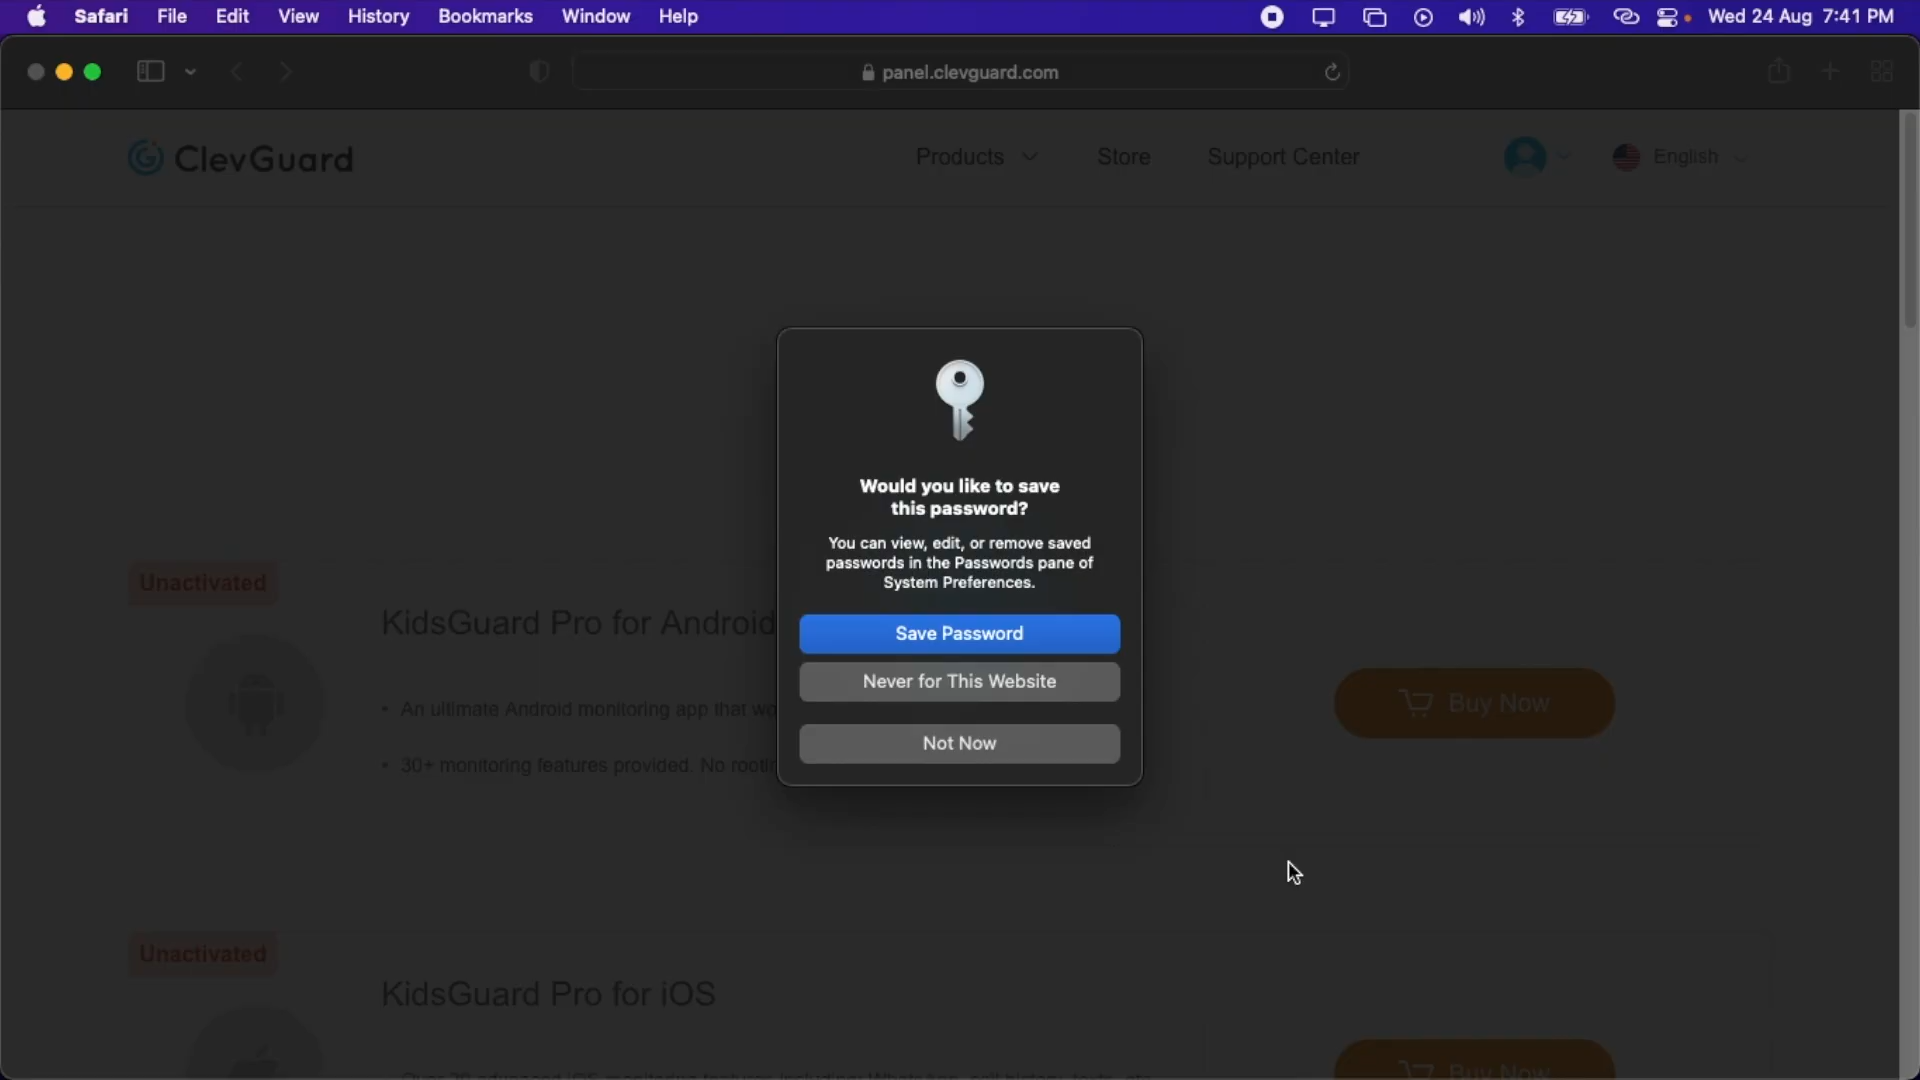 Safari File Edit View History Bookmarks Window Help Wed 24 Aug 7:41 PM
panel.clevguard.com
ClevGuard Products Store Support Center English
Would you like to save
this password?
You can view, edit, or remove saved
passwords in the Passwords pane of
System Preferences.
Save Password
Never for This Website
Not Now
Unactivated
KidsGuard Pro for Android
• An ultimate Android monitoring app that
• 30+ monitoring features provided. No
Buy Now
Unactivated
KidsGuard Pro for iOS
Buy Now